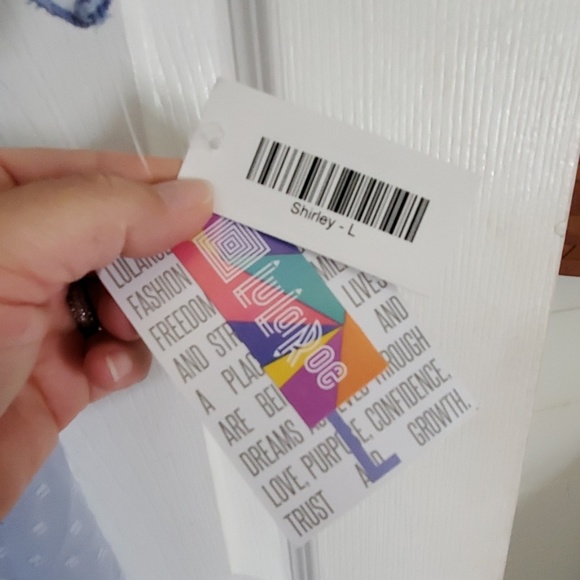 Shirley - L
LuLaRoe
FASHION
FREEDOM
LIVES
AND STR
AND
A PLA
THROUGH
ARE BE
DREAMS
CONFIDENCE
LOVE, PURPOSE,
GROWTH.
TRUST
L